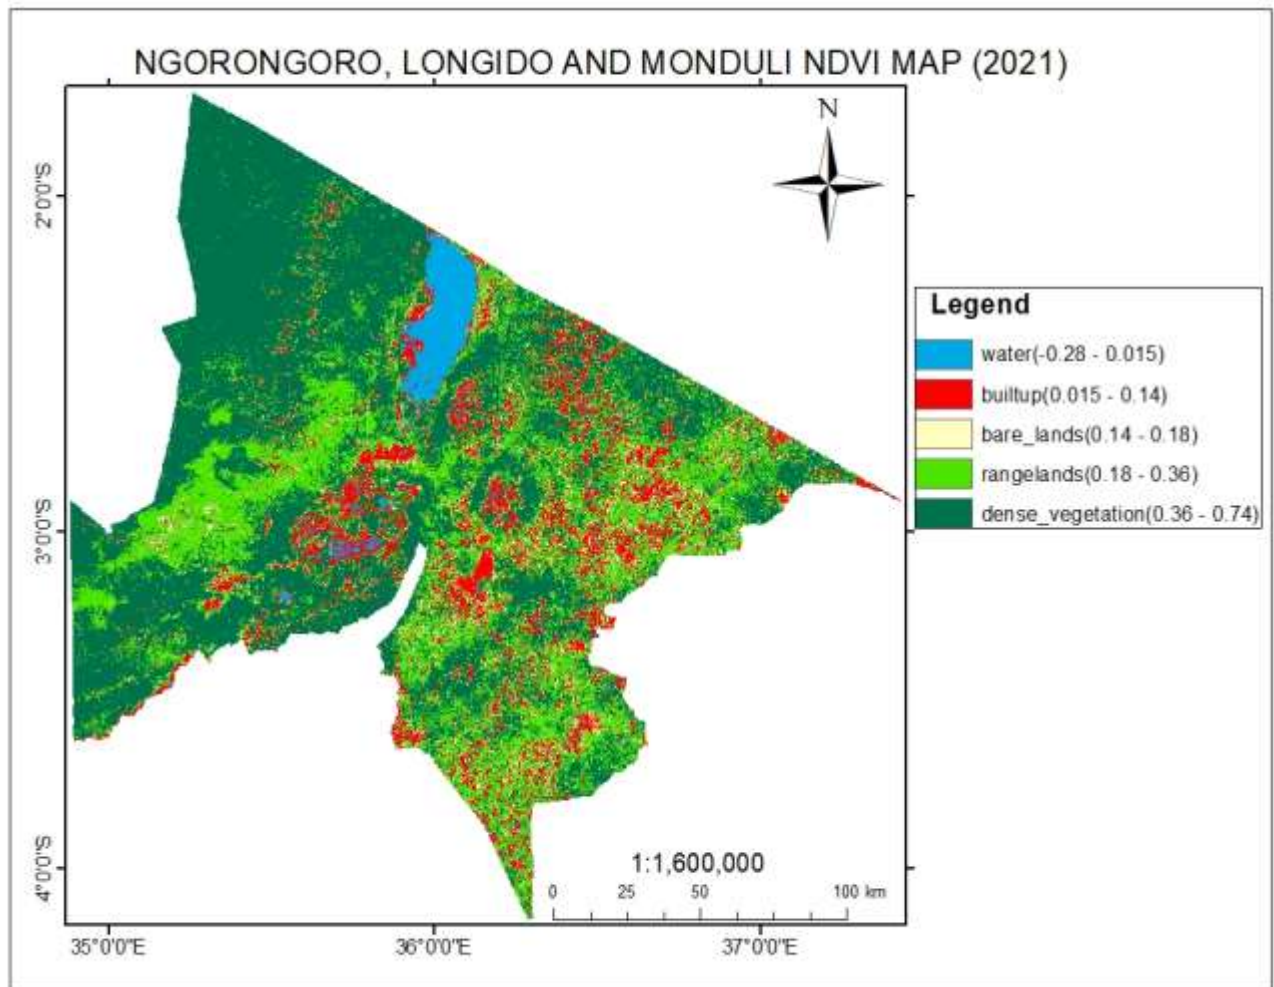 NGORONGORO, LONGIDO AND MONDULI NDVI MAP (2021)
N
2°0'0"S
3°0'0"S
4°0'0"S
Legend
water(-0.28 - 0.015)
builtup(0.015 - 0.14)
bare_lands(0.14 - 0.18)
rangelands(0.18 - 0.36)
dense_vegetation(0.36 - 0.74)
1:1,600,000
0 25 50 100 km
35°0'0"E 36°0'0"E 37°0'0"E